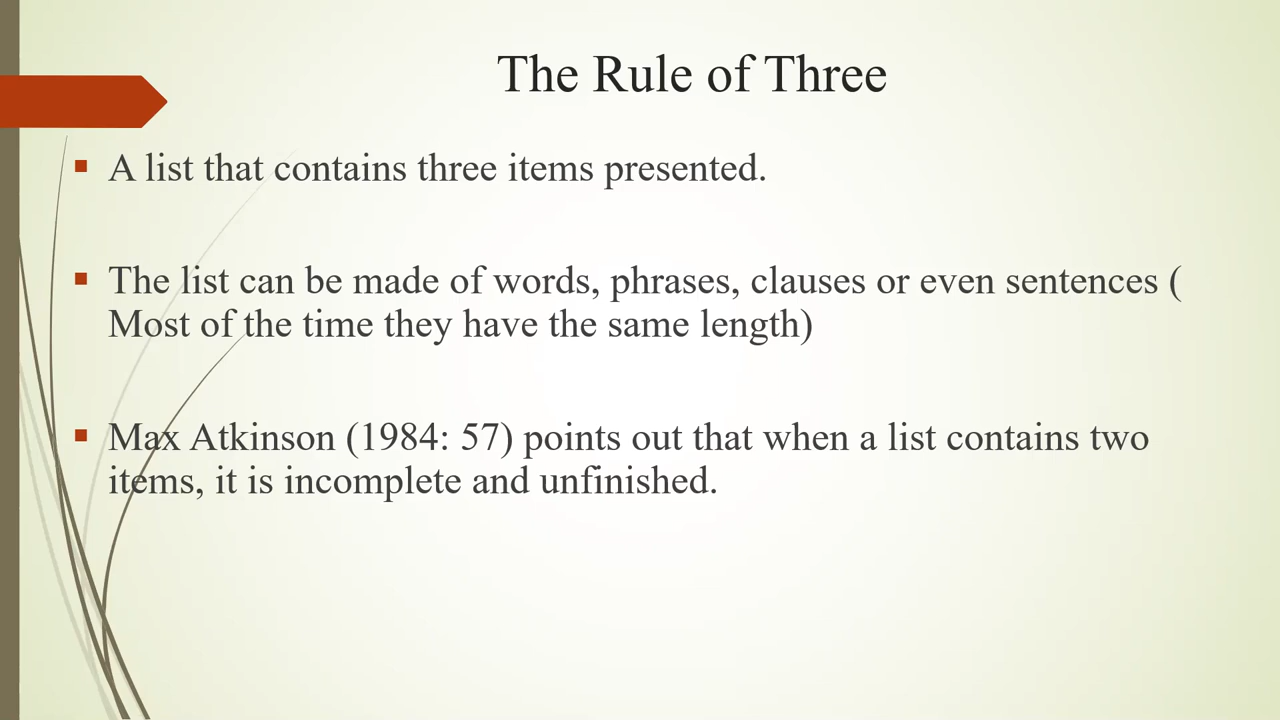 The Rule of Three
A list that contains three items presented.
The list can be made of words, phrases, clauses or even sentences (
Most of the time they have the same length)
Max Atkinson (1984: 57) points out that when a list contains two
items, it is incomplete and unfinished.